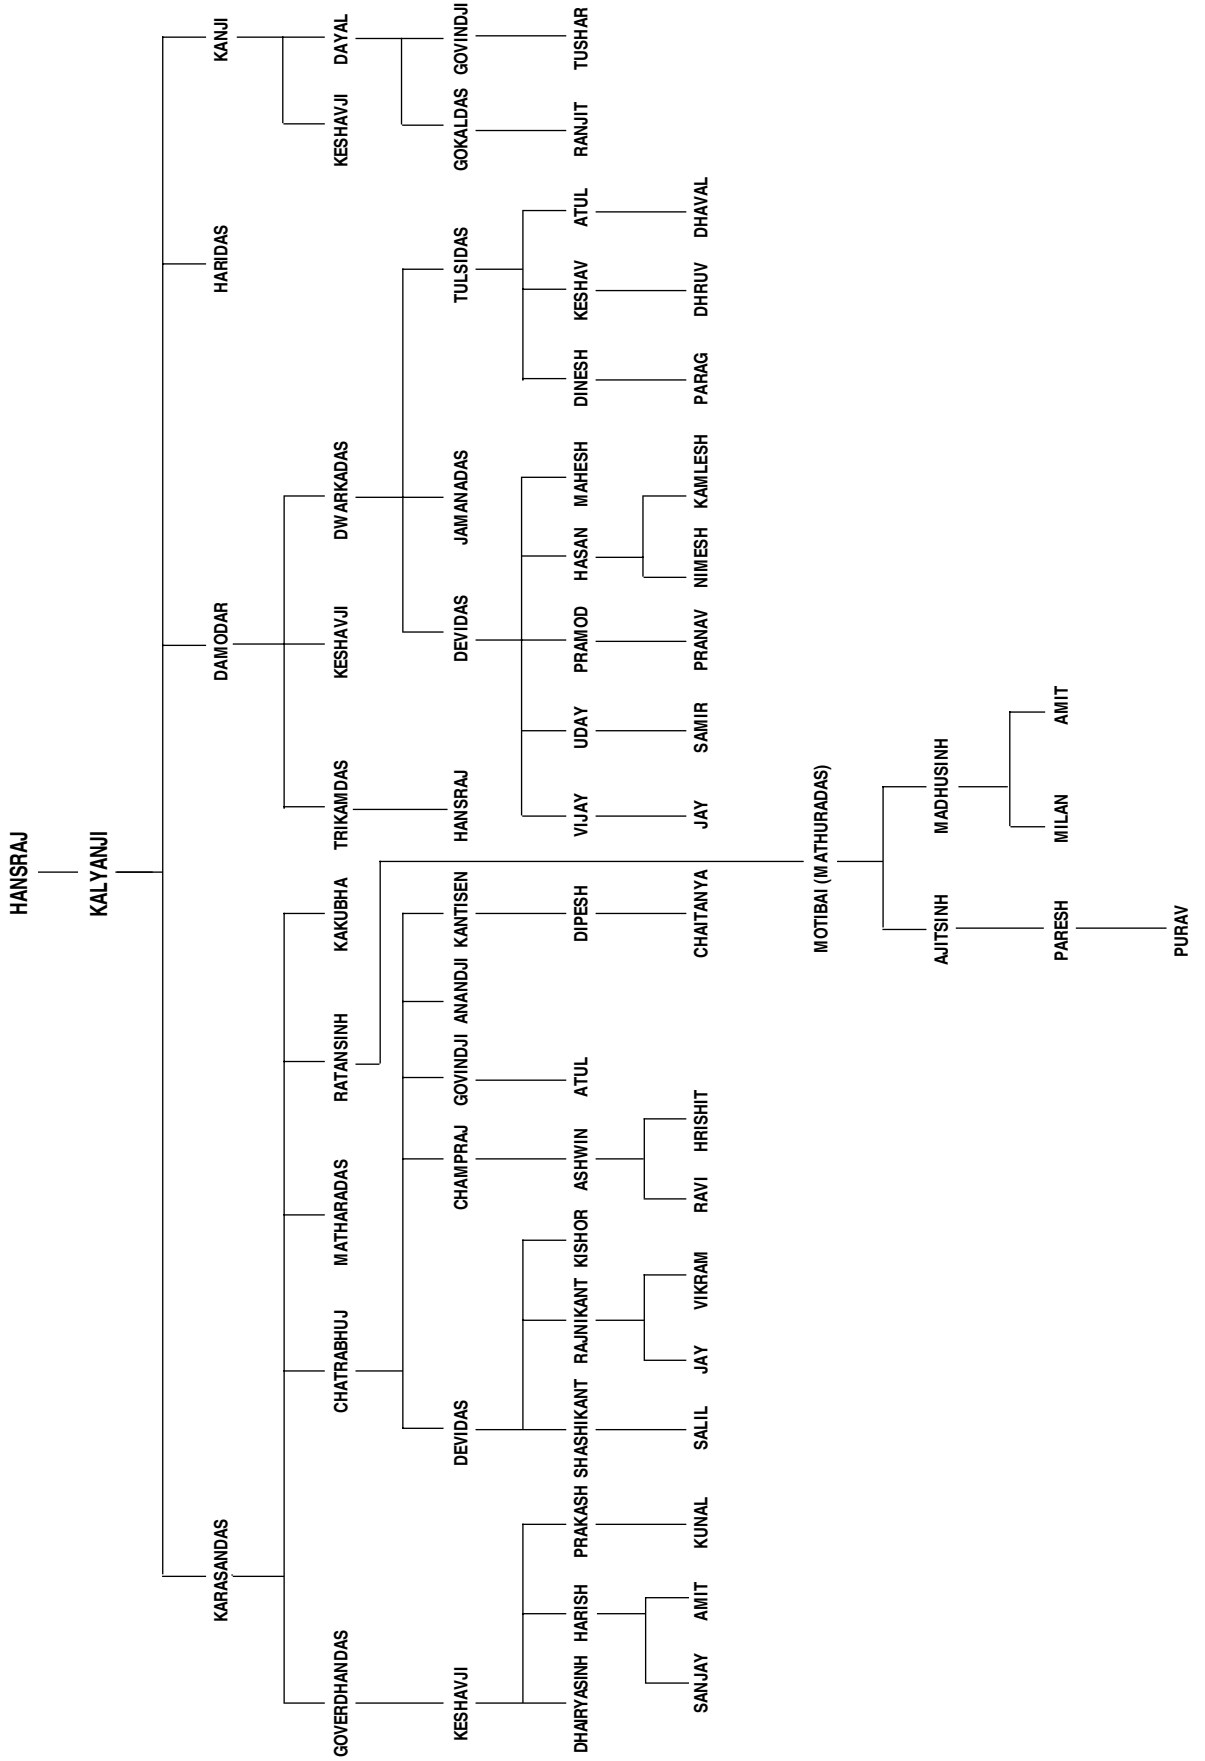 HANSRAJ
KALYANJI
KARASANDAS DAMODAR HARIDAS KANJI
GOVERDHANDAS CHATRABHUJ MATHARADAS RATANSINH KAKUBHA TRIKAMDAS KESHAVJI DWARKADAS KESHAVJI DAYAL
KESHAVJI DEVIDAS CHAMPRAJ GOVINDJI ANANDJI KANTISEN HANSRAJ DEVIDAS JAMANADAS TULSIDAS GOKALDAS GOVINDJI
DHAIRYASINH HARISH PRAKASH SHASHIKANT RAJNIKANT KISHOR ASHWIN ATUL DIPESH VIJAY UDAY PRAMOD HASAN MAHESH DINESH KESHAV ATUL RANJIT TUSHAR
SANJAY AMIT KUNAL SALIL JAY VIKRAM RAVI HRISHIT CHAITANYA JAY SAMIR PRANAV NIMESH KAMLESH PARAG DHRUV DHAVAL
MOTIBAI (MATHURADAS)
AJITSINH MADHUSINH
PARESH MILAN AMIT
PURAV